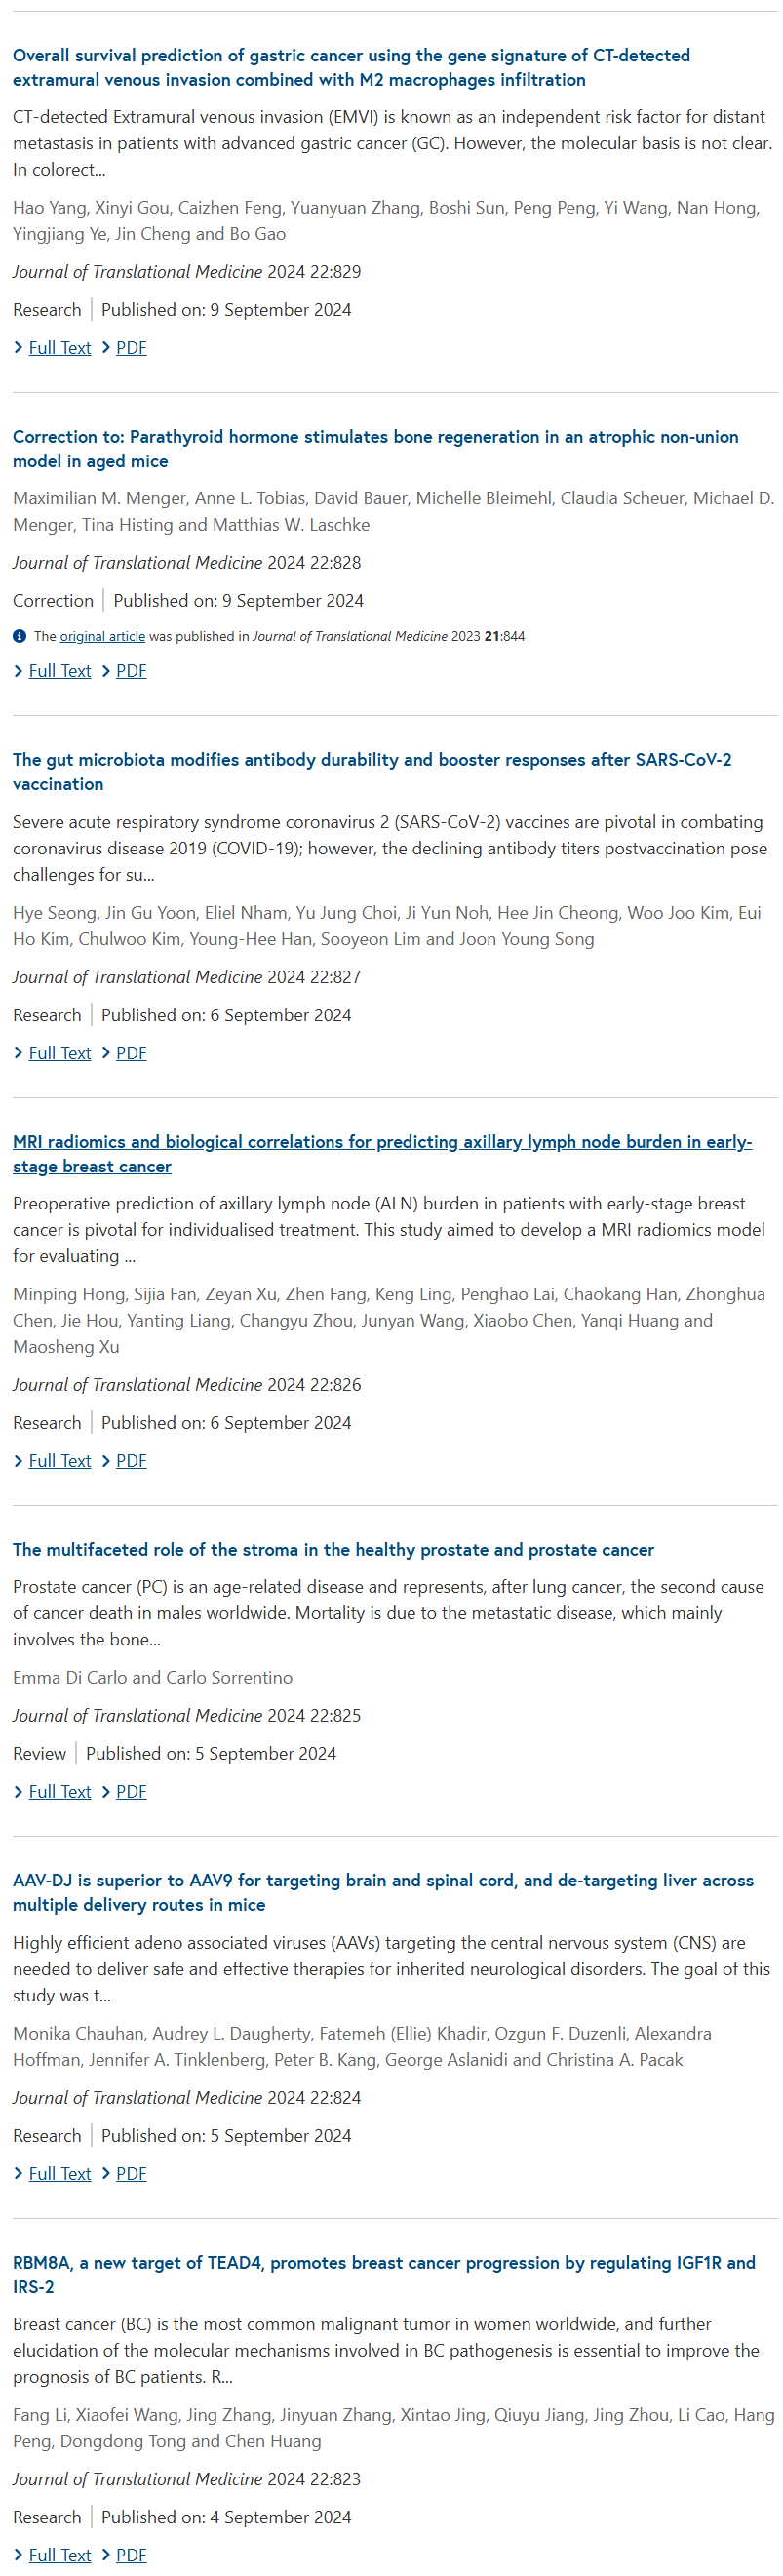 Overall survival prediction of gastric cancer using the gene signature of CT-detected
extramural venous invasion combined with M2 macrophages infiltration
CT-detected Extramural venous invasion (EMVI) is known as an independent risk factor for distant
metastasis in patients with advanced gastric cancer (GC). However, the molecular basis is not clear.
In colorect...
Hao Yang, Xinyi Gou, Caizhen Feng, Yuanyuan Zhang, Boshi Sun, Peng Peng, Yi Wang, Nan Hong,
Yingjiang Ye, Jin Cheng and Bo Gao
Journal of Translational Medicine 2024 22:829
Research | Published on: 9 September 2024
Full Text PDF
Correction to: Parathyroid hormone stimulates bone regeneration in an atrophic non-union
model in aged mice
Maximilian M. Menger, Anne L. Tobias, David Bauer, Michelle Bleimehl, Claudia Scheuer, Michael D.
Menger, Tina Histing and Matthias W. Laschke
Journal of Translational Medicine 2024 22:828
Correction | Published on: 9 September 2024
The original article was published in Journal of Translational Medicine 2023 21:844
Full Text PDF
The gut microbiota modifies antibody durability and booster responses after SARS-CoV-2
vaccination
Severe acute respiratory syndrome coronavirus 2 (SARS-CoV-2) vaccines are pivotal in combating
coronavirus disease 2019 (COVID-19); however, the declining antibody titers postvaccination pose
challenges for su...
Hye Seong, Jin Gu Yoon, Eliel Nham, Yu Jung Choi, Ji Yun Noh, Hee Jin Cheong, Woo Joo Kim, Eui
Ho Kim, Chulwoo Kim, Young-Hee Han, Sooyeon Lim and Joon Young Song
Journal of Translational Medicine 2024 22:827
Research | Published on: 6 September 2024
Full Text PDF
MRI radiomics and biological correlations for predicting axillary lymph node burden in early-
stage breast cancer
Preoperative prediction of axillary lymph node (ALN) burden in patients with early-stage breast
cancer is pivotal for individualised treatment. This study aimed to develop a MRI radiomics model
for evaluating ...
Minping Hong, Sijia Fan, Zeyan Xu, Zhen Fang, Keng Ling, Penghao Lai, Chaokang Han, Zhonghua
Chen, Jie Hou, Yanting Liang, Changyu Zhou, Junyan Wang, Xiaobo Chen, Yanqi Huang and
Maosheng Xu
Journal of Translational Medicine 2024 22:826
Research | Published on: 6 September 2024
Full Text PDF
The multifaceted role of the stroma in the healthy prostate and prostate cancer
Prostate cancer (PC) is an age-related disease and represents, after lung cancer, the second cause
of cancer death in males worldwide. Mortality is due to the metastatic disease, which mainly
involves the bone...
Emma Di Carlo and Carlo Sorrentino
Journal of Translational Medicine 2024 22:825
Review | Published on: 5 September 2024
Full Text PDF
AAV-DJ is superior to AAV9 for targeting brain and spinal cord, and de-targeting liver across
multiple delivery routes in mice
Highly efficient adeno associated viruses (AAVs) targeting the central nervous system (CNS) are
needed to deliver safe and effective therapies for inherited neurological disorders. The goal of this
study was t...
Monika Chauhan, Audrey L. Daugherty, Fatemeh (Ellie) Khadir, Ozgun F. Duzenli, Alexandra
Hoffman, Jennifer A. Tinklenberg, Peter B. Kang, George Aslanidi and Christina A. Pacak
Journal of Translational Medicine 2024 22:824
Research | Published on: 5 September 2024
Full Text PDF
RBM8A, a new target of TEAD4, promotes breast cancer progression by regulating IGF1R and
IRS-2
Breast cancer (BC) is the most common malignant tumor in women worldwide, and further
elucidation of the molecular mechanisms involved in BC pathogenesis is essential to improve the
prognosis of BC patients. R...
Fang Li, Xiaofei Wang, Jing Zhang, Jinyuan Zhang, Xintao Jing, Qiuyu Jiang, Jing Zhou, Li Cao, Hang
Peng, Dongdong Tong and Chen Huang
Journal of Translational Medicine 2024 22:823
Research | Published on: 4 September 2024
Full Text PDF